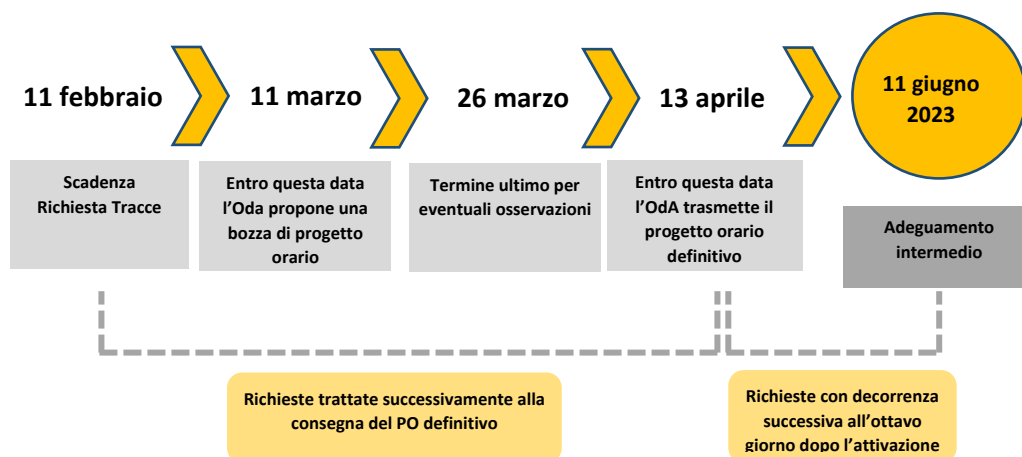 11 febbraio
11 marzo
26 marzo
13 aprile
11 giugno
2023
Scadenza
Richiesta Tracce
Entro questa data
l'Oda propone una
bozza di progetto
orario
Termine ultimo per
eventuali osservazioni
Entro questa data
l'OdA trasmette il
progetto orario
definitivo
Adeguamento
intermedio
Richieste trattate successivamente alla
consegna del PO definitivo
Richieste con decorrenza
successiva all'ottavo
giorno dopo l'attivazione